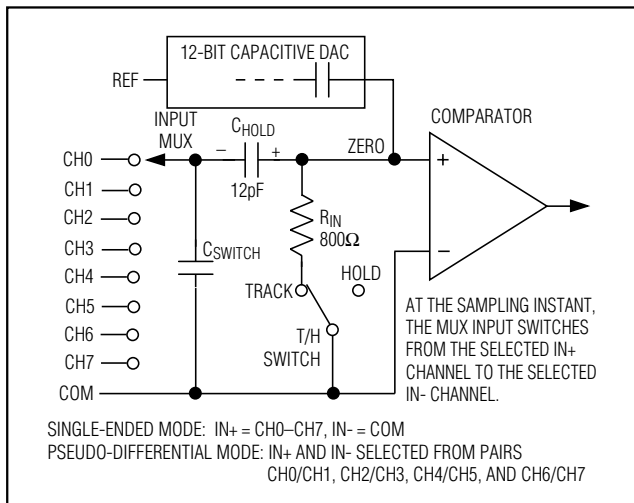 12-BIT CAPACITIVE DAC
REF
COMPARATOR
INPUT
MUX
CHOLD
ZERO
− +
+
CH0
12pF
CH1
RIN
800Ω
CH2
CSWITCH
−
CH3
HOLD
CH4
TRACK
AT THE SAMPLING INSTANT,
THE MUX INPUT SWITCHES
FROM THE SELECTED IN+
CHANNEL TO THE SELECTED
IN- CHANNEL.
CH5
T/H
SWITCH
CH6
CH7
COM
SINGLE-ENDED MODE: IN+ = CH0–CH7, IN- = COM
PSEUDO-DIFFERENTIAL MODE: IN+ AND IN- SELECTED FROM PAIRS
CH0/CH1, CH2/CH3, CH4/CH5, AND CH6/CH7